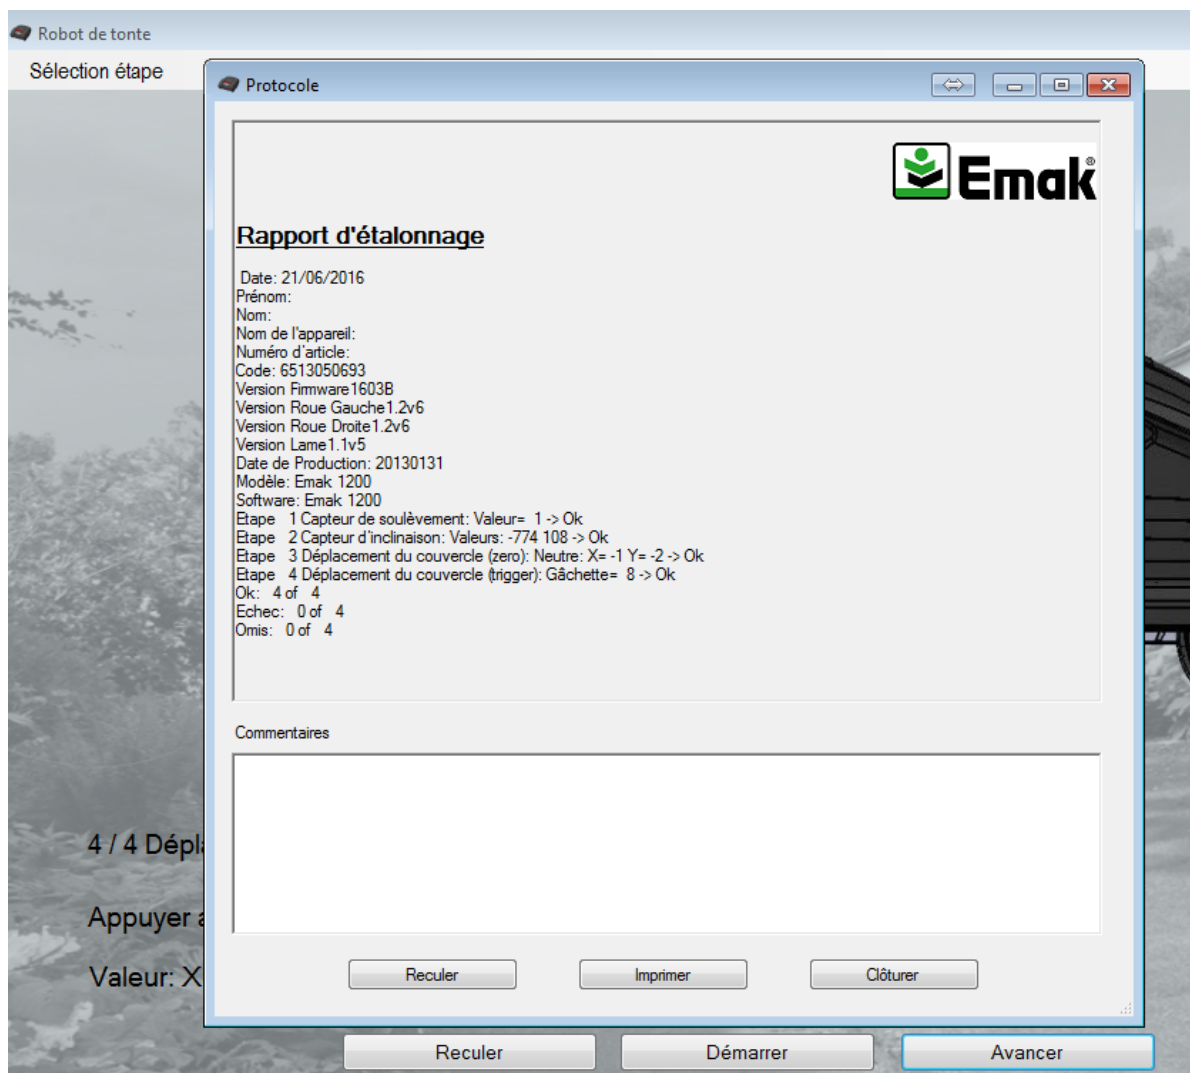 Robot de tonte
Sélection étape
Protocole
Emak®
Rapport d'étalonnage
Date: 21/06/2016
Prénom:
Nom:
Nom de l'appareil:
Numéro d'article:
Code: 6513050693
Version Firmware1603B
Version Roue Gauche1.2v6
Version Roue Droite1.2v6
Version Lame1.1v5
Date de Production: 20130131
Modèle: Emak 1200
Software: Emak 1200
Etape 1 Capteur de soulèvement: Valeur= 1 -> Ok
Etape 2 Capteur d'inclinaison: Valeurs: -774 108 -> Ok
Etape 3 Déplacement du couvercle (zero): Neutre: X= -1 Y= -2 -> Ok
Etape 4 Déplacement du couvercle (trigger): Gâchette= 8 -> Ok
Ok: 4 of 4
Echec: 0 of 4
Omis: 0 of 4
Commentaires
4 / 4 Dépl
Appuyer
Valeur: X
Reculer Imprimer Clôturer
Reculer Démarrer Avancer